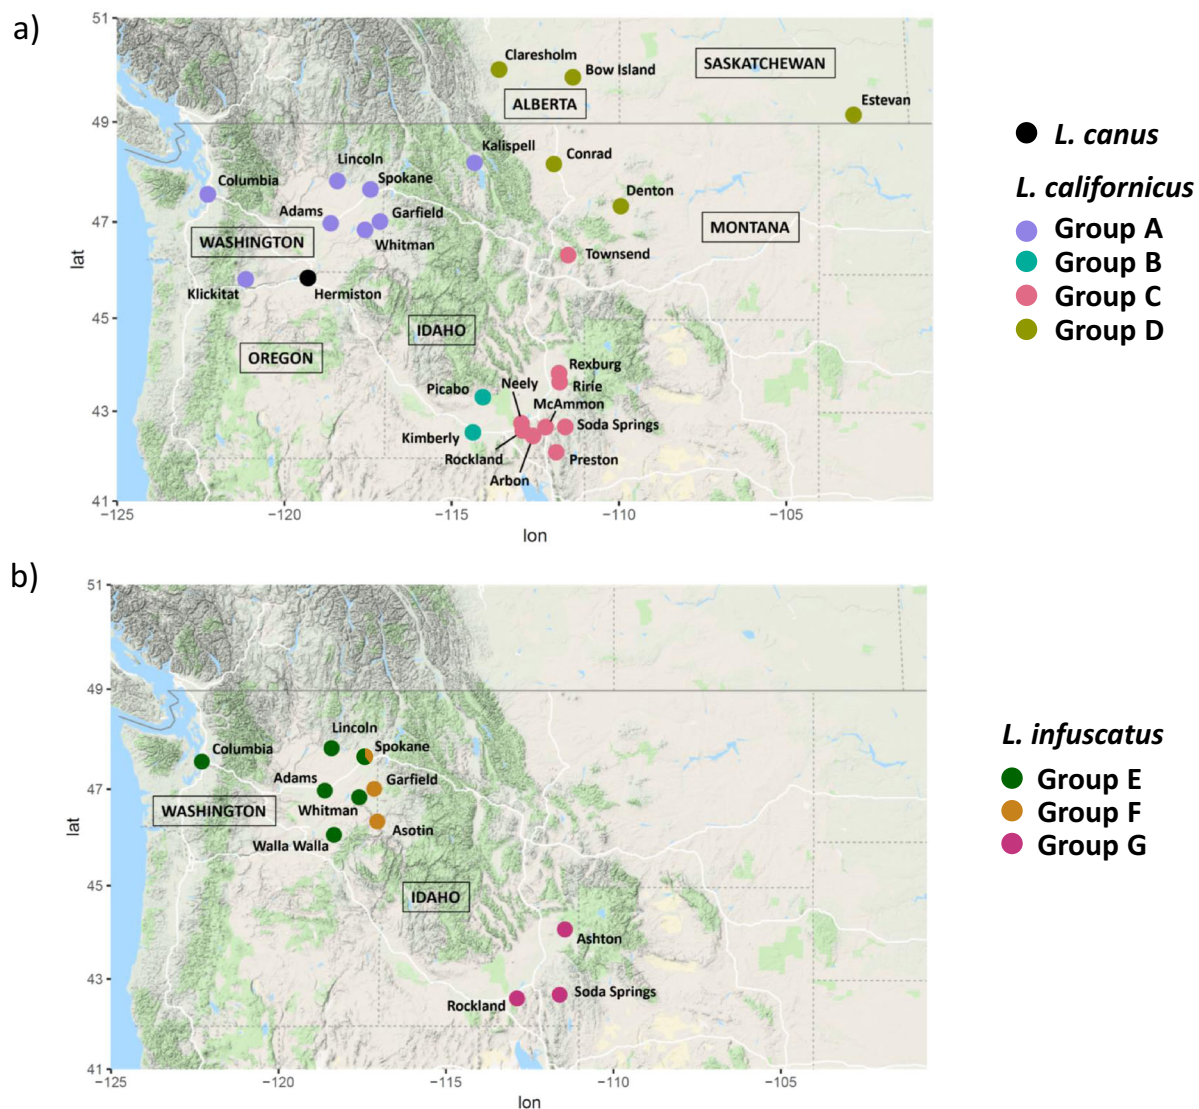 a)
51
49
47
45
43
41
lat
−125
−120
−115
−110
−105
lon
Claresholm
Bow Island
SASKATCHEWAN
ALBERTA
Estevan
Kalispell
Conrad
Lincoln
Spokane
Columbia
Denton
Adams
Garfield
WASHINGTON
Whitman
MONTANA
Townsend
Klickitat
Hermiston
IDAHO
OREGON
Rexburg
Neely
Ririe
Picabo
McAmmon
Soda Springs
Kimberly
Rockland
Preston
Arbon
L. canus
L. californicus
Group A
Group B
Group C
Group D
b)
51
49
47
45
43
41
lat
−125
−120
−115
−110
−105
lon
Lincoln
Spokane
Columbia
Adams
Garfield
WASHINGTON
Whitman
Asotin
Walla Walla
IDAHO
Ashton
Soda Springs
Rockland
L. infuscatus
Group E
Group F
Group G